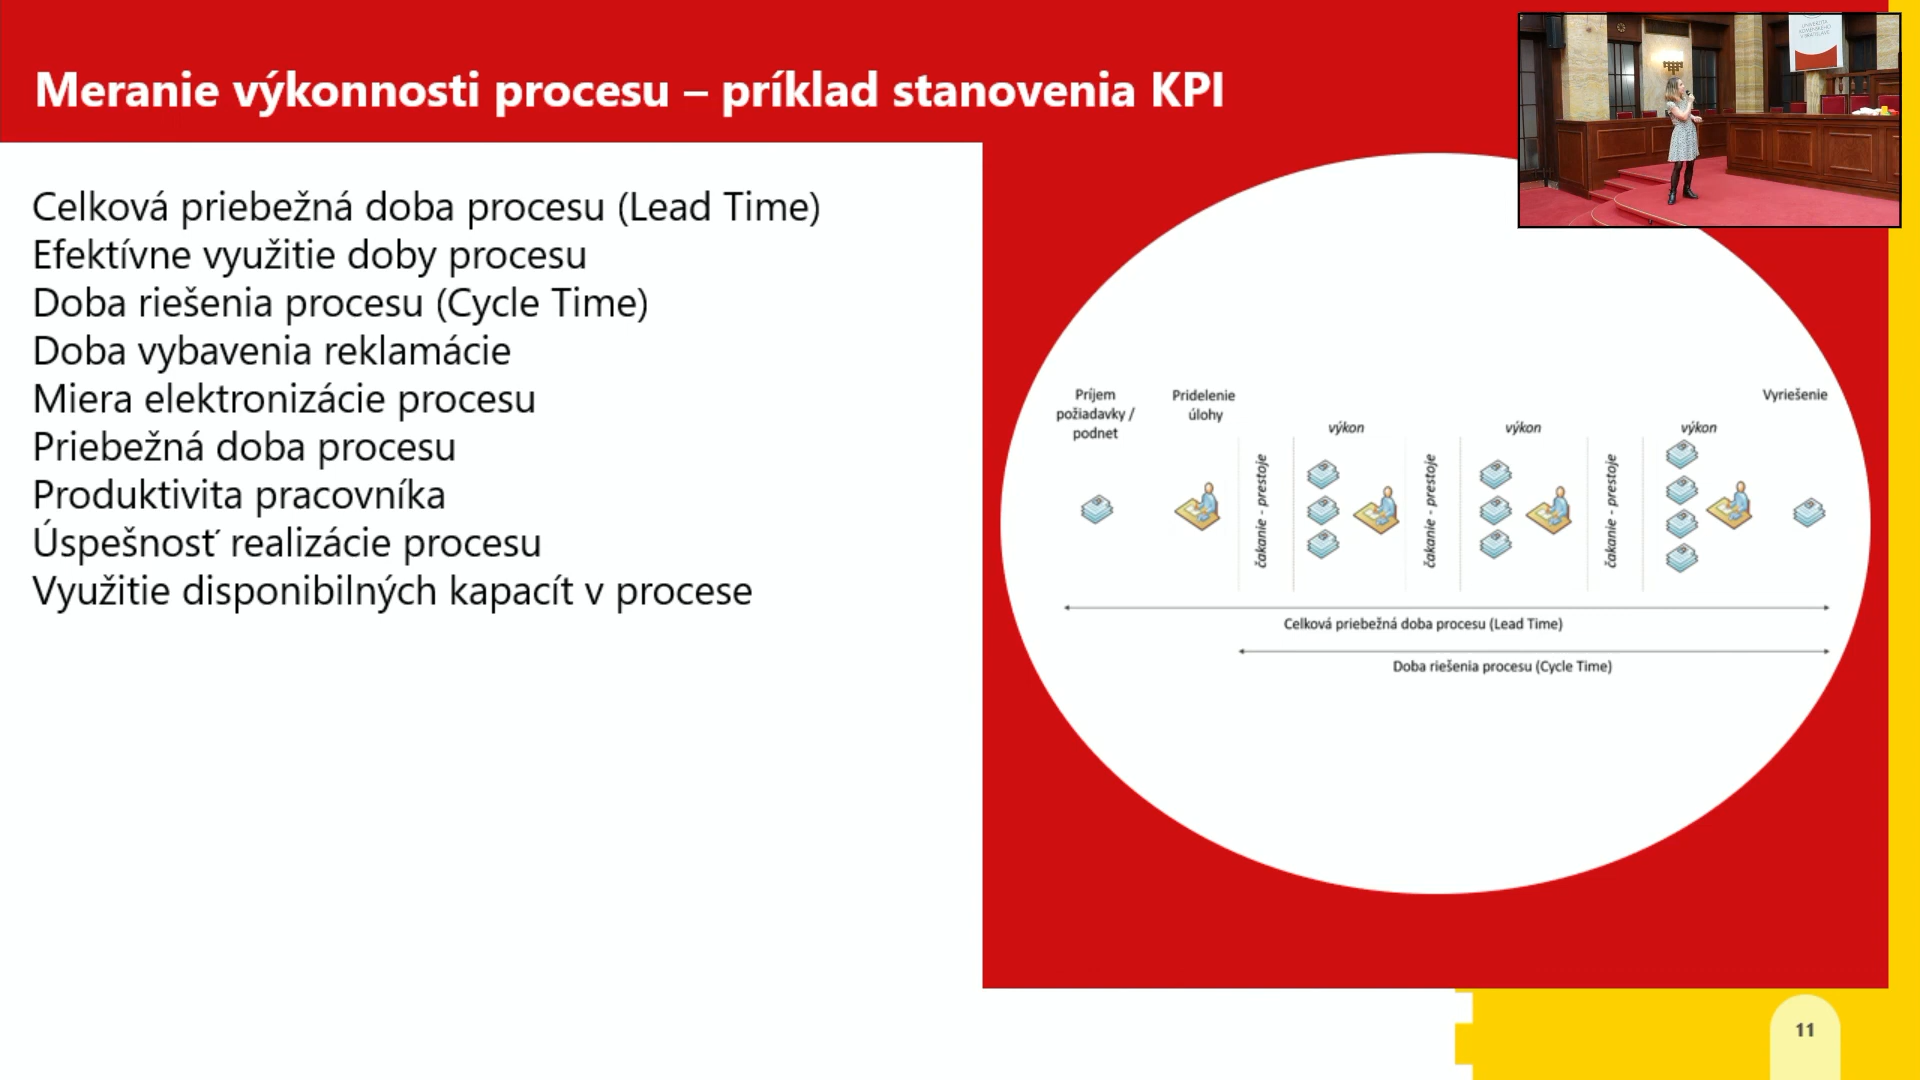 Meranie výkonnosti procesu – príklad stanovenia KPI
Celková priebežná doba procesu (Lead Time)
Efektívne využitie doby procesu
Doba riešenia procesu (Cycle Time)
Doba vybavenia reklamácie
Miera elektronizácie procesu
Priebežná doba procesu
Produktivita pracovníka
Úspešnosť realizácie procesu
Využitie disponibilných kapacít v procese
Príjem
požiadavky /
podnet
Pridelenie
úlohy
čakanie - prestoje
výkon
čakanie - prestoje
výkon
čakanie - prestoje
výkon
Vyriešenie
Celková priebežná doba procesu (Lead Time)
Doba riešenia procesu (Cycle Time)
11